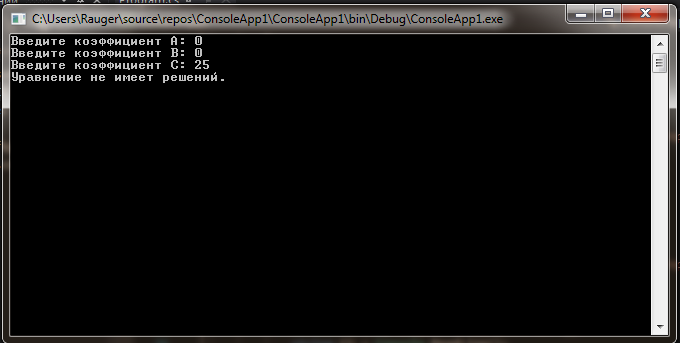 C:\Users\Rauger\source\repos\ConsoleApp1\ConsoleApp1\bin\Debug\ConsoleApp1.exe
Введите коэффициент A: 0
Введите коэффициент B: 0
Введите коэффициент C: 25
Уравнение не имеет решений.